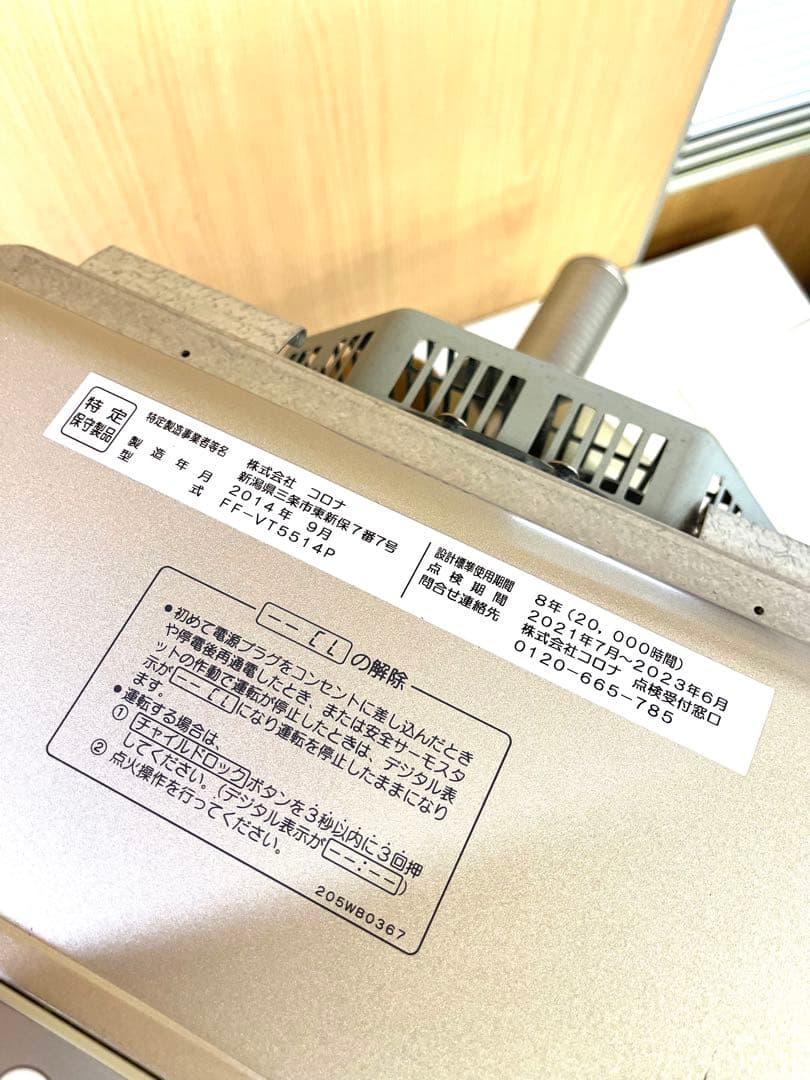 特定
保守製品
特定製造事業者等名 株式会社 コロナ
新潟県三条市東新保7番7号
製造年月 2014年 9月
型式 FF-VT5514P
設計標準使用期間 8年(20,000時間)
点検期間 2021年7月~2023年6月
問合せ連絡先 株式会社コロナ 点検受付窓口
0120-665-785
-- CL の解除
●初めて電源プラグをコンセントに差し込んだとき
や停電後再通電したとき、または安全サーモスタ
ットの作動で運転が停止したときは、デジタル表
示が -- CL になり運転を停止したままになり
ます。
●運転する場合は、
① チャイルドロック ボタンを3秒以内に3回押
してください。(デジタル表示が --:-- )
② 点火操作を行ってください。
205WB0367